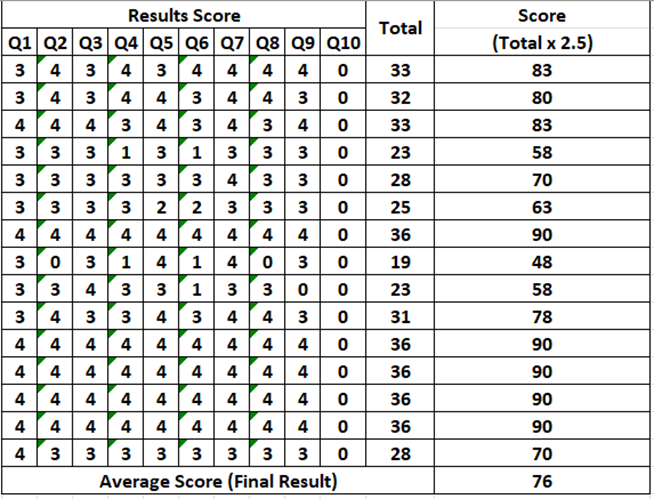 Results Score Total Score
Q1 Q2 Q3 Q4 Q5 Q6 Q7 Q8 Q9 Q10 (Total x 2.5)
3 4 3 4 3 4 4 4 4 0 33 83
3 4 3 4 4 3 4 4 3 0 32 80
4 4 4 3 4 3 4 3 4 0 33 83
3 3 3 1 3 1 3 3 3 0 23 58
3 3 3 3 3 3 4 3 3 0 28 70
3 3 3 3 2 2 3 3 3 0 25 63
4 4 4 4 4 4 4 4 4 0 36 90
3 0 3 1 4 1 4 0 3 0 19 48
3 3 4 3 3 1 3 3 0 0 23 58
3 4 3 3 4 3 4 4 3 0 31 78
4 4 4 4 4 4 4 4 4 0 36 90
4 4 4 4 4 4 4 4 4 0 36 90
4 4 4 4 4 4 4 4 4 0 36 90
4 4 4 4 4 4 4 4 4 0 36 90
4 3 3 3 3 3 3 3 3 0 28 70
Average Score (Final Result) 76